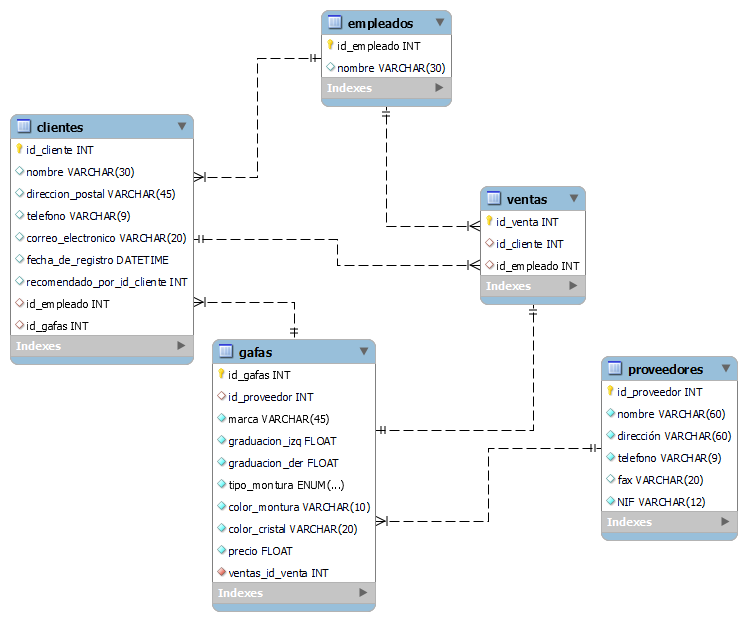 empleados
id_empleado INT
nombre VARCHAR(30)
Indexes
clientes
id_cliente INT
nombre VARCHAR(30)
direccion_postal VARCHAR(45)
telefono VARCHAR(9)
correo_electronico VARCHAR(20)
fecha_de_registro DATETIME
recomendado_por_id_cliente INT
id_empleado INT
id_gafas INT
Indexes
ventas
id_venta INT
id_cliente INT
id_empleado INT
Indexes
gafas
id_gafas INT
id_proveedor INT
marca VARCHAR(45)
graduacion_izq FLOAT
graduacion_der FLOAT
tipo_montura ENUM(...)
color_montura VARCHAR(10)
color_cristal VARCHAR(20)
precio FLOAT
ventas_id_venta INT
Indexes
proveedores
id_proveedor INT
nombre VARCHAR(60)
dirección VARCHAR(60)
telefono VARCHAR(9)
fax VARCHAR(20)
NIF VARCHAR(12)
Indexes